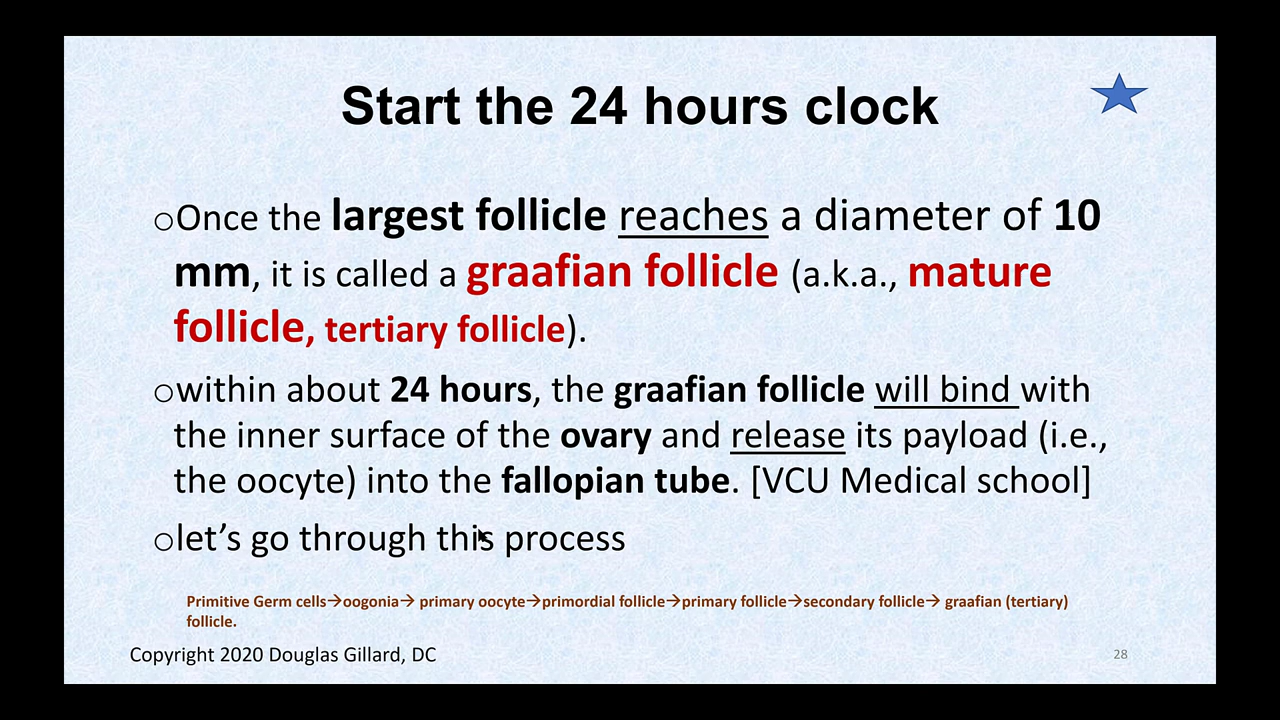 Start the 24 hours clock
oOnce the largest follicle reaches a diameter of 10
mm, it is called a graafian follicle (a.k.a., mature
follicle, tertiary follicle).
owithin about 24 hours, the graafian follicle will bind with
the inner surface of the ovary and release its payload (i.e.,
the oocyte) into the fallopian tube. [VCU Medical school]
olet’s go through this process
Primitive Germ cells→oogonia→ primary oocyte→primordial follicle→primary follicle→secondary follicle→ graafian (tertiary)
follicle.
Copyright 2020 Douglas Gillard, DC
28